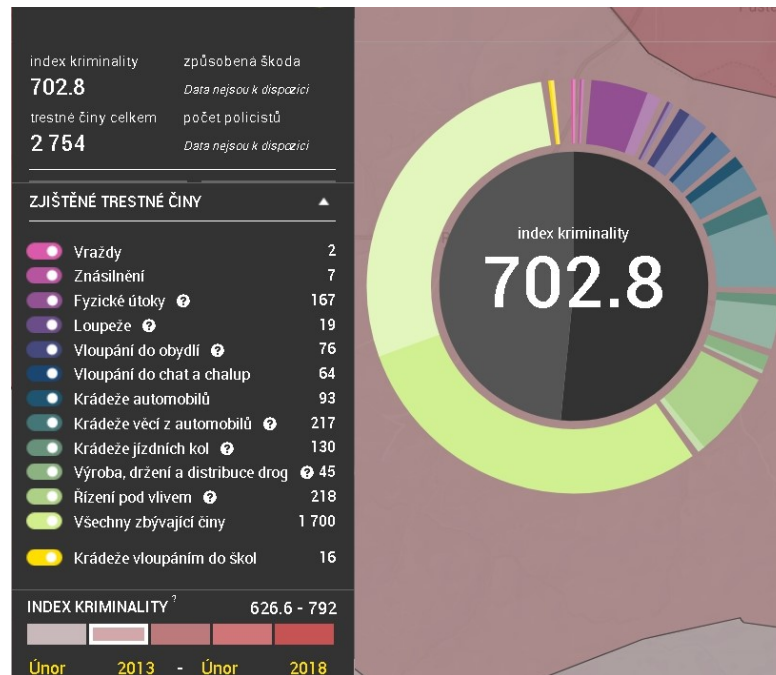 index kriminality způsobená škoda
702.8 Data nejsou k dispozici
trestné činy celkem počet policistů
2 754 Data nejsou k dispozici
ZJIŠTĚNÉ TRESTNÉ ČINY
Vraždy 2
Znásilnění 7
Fyzické útoky ? 167
Loupeže ? 19
Vloupání do obydlí ? 76
Vloupání do chat a chalup 64
Krádeže automobilů 93
Krádeže věcí z automobilů ? 217
Krádeže jízdních kol ? 130
Výroba, držení a distribuce drog ? 45
Řízení pod vlivem ? 218
Všechny zbývající činy 1 700
Krádeže vloupáním do škol 16
INDEX KRIMINALITY ? 626.6 - 792
Únor 2013 - Únor 2018
index kriminality
702.8